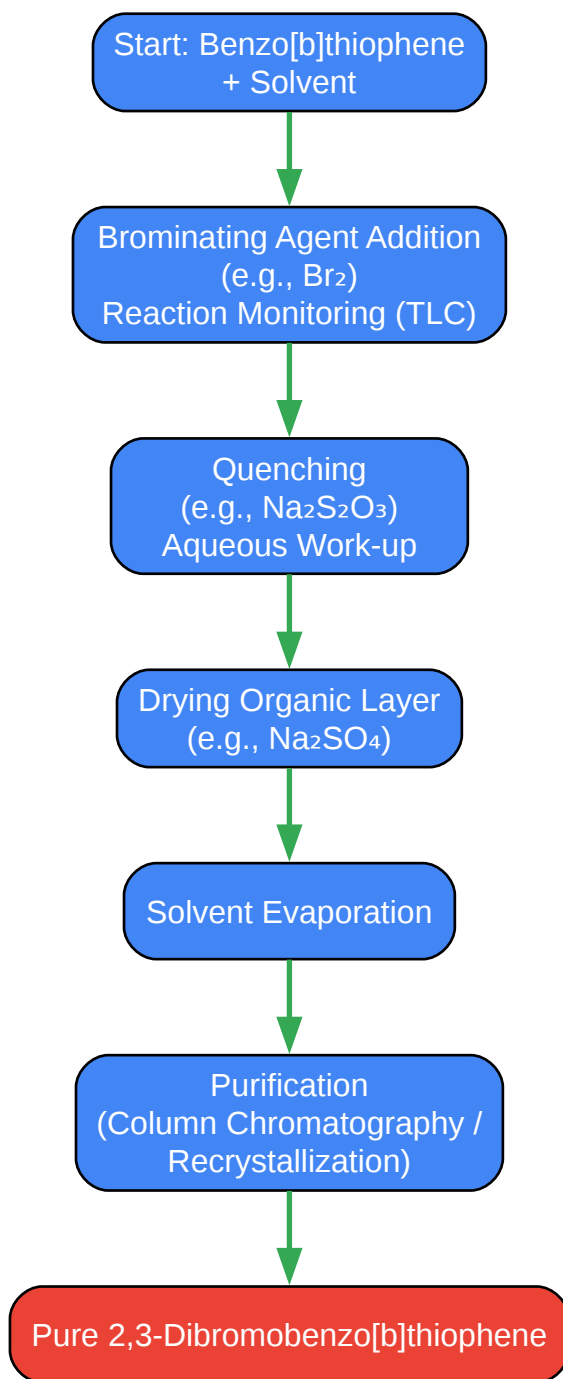 Start: Benzo[b]thiophene
+ Solvent
Brominating Agent Addition
(e.g., Br₂)
Reaction Monitoring (TLC)
Quenching
(e.g., Na₂S₂O₃)
Aqueous Work-up
Drying Organic Layer
(e.g., Na₂SO₄)
Solvent Evaporation
Purification
(Column Chromatography /
Recrystallization)
Pure 2,3-Dibromobenzo[b]thiophene